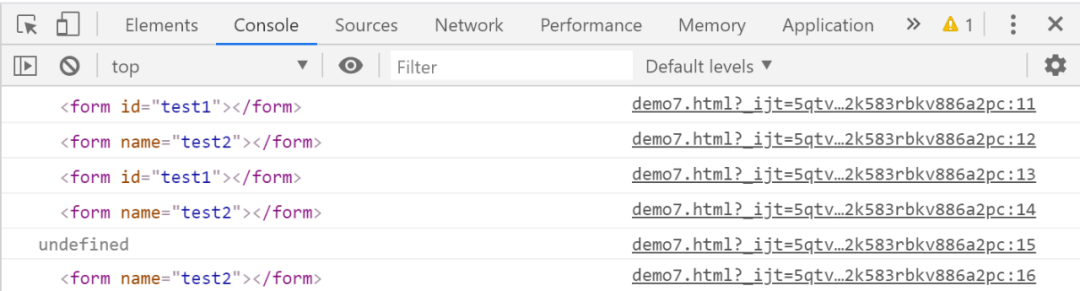 Elements Console Sources Network Performance Memory Application » 1
top Filter Default levels
<form id="test1"></form> demo7.html?_ijt=5qtv…2k583rbkv886a2pc:11
<form name="test2"></form> demo7.html?_ijt=5qtv…2k583rbkv886a2pc:12
<form id="test1"></form> demo7.html?_ijt=5qtv…2k583rbkv886a2pc:13
<form name="test2"></form> demo7.html?_ijt=5qtv…2k583rbkv886a2pc:14
undefined demo7.html?_ijt=5qtv…2k583rbkv886a2pc:15
<form name="test2"></form> demo7.html?_ijt=5qtv…2k583rbkv886a2pc:16